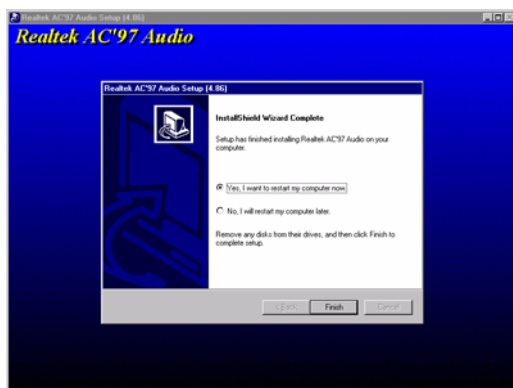 Realtek AC'97 Audio Setup (4.86)
Realtek AC'97 Audio
Realtek AC'97 Audio Setup (4.86)
InstallShield Wizard Complete
Setup has finished installing Realtek AC'97 Audio on your
computer.
Yes, I want to restart my computer now.
No, I will restart my computer later.
Remove any disks from their drives, and then click Finish to
complete setup.
< Back Finish Cancel